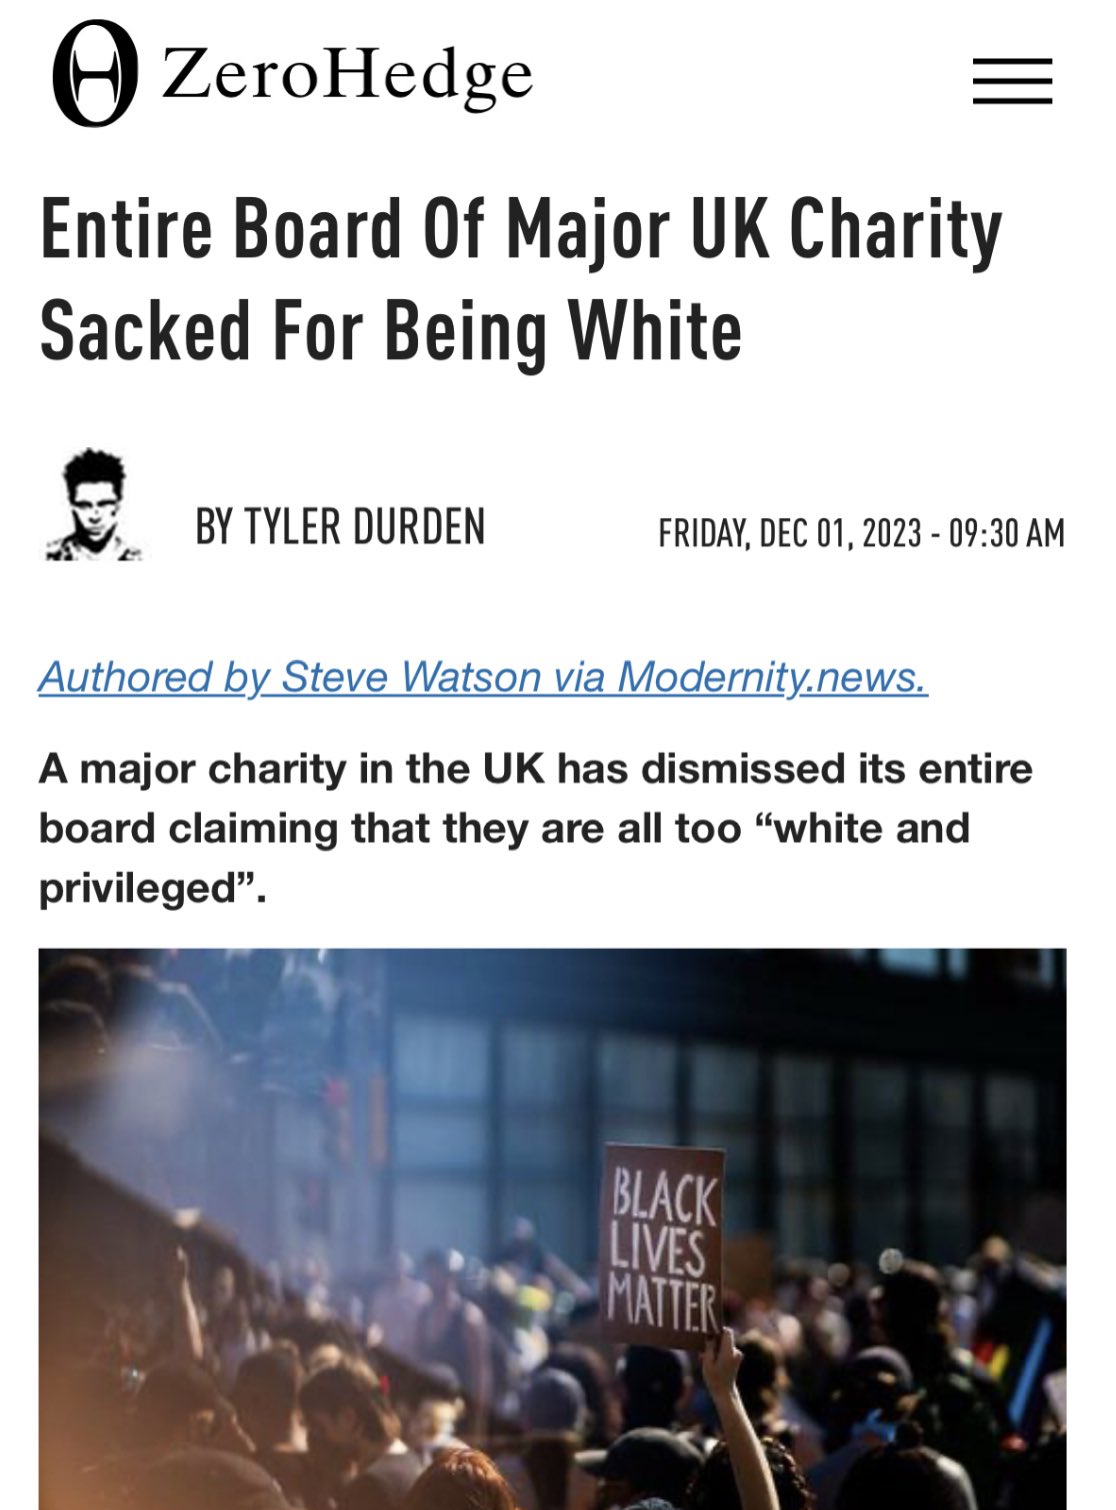 ZeroHedge
Entire Board Of Major UK Charity
Sacked For Being White
BY TYLER DURDEN
FRIDAY, DEC 01, 2023 - 09:30 AM
Authored by Steve Watson via Modernity.news.
A major charity in the UK has dismissed its entire
board claiming that they are all too “white and
privileged”.
BLACK
LIVES
MATTER